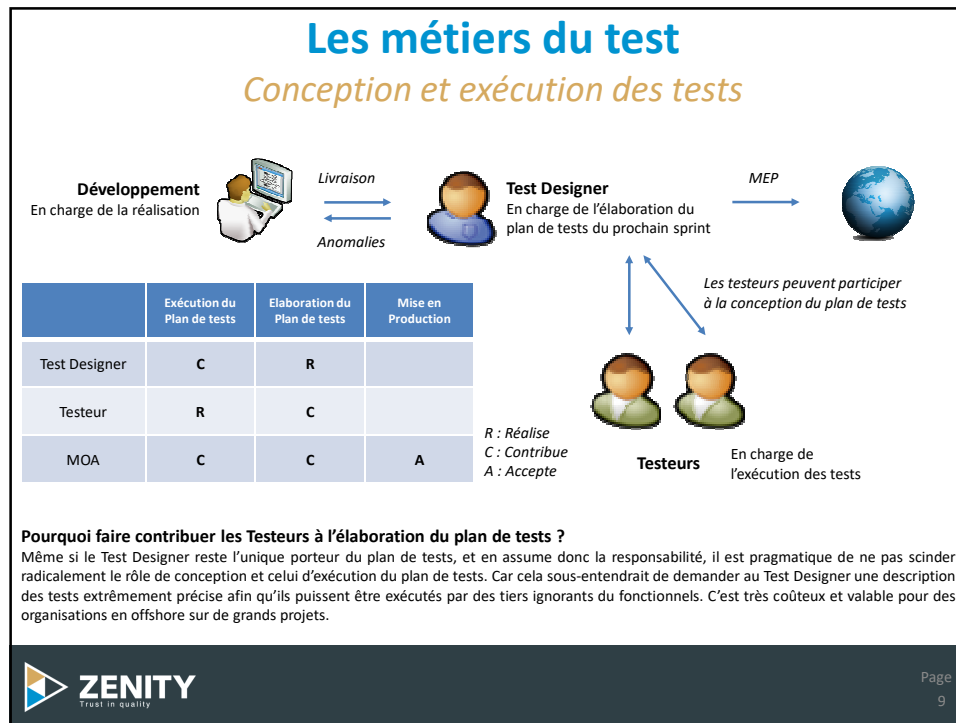 Les métiers du test
Conception et exécution des tests
Développement
En charge de la réalisation
Livraison
Anomalies
Test Designer
En charge de l’élaboration du
plan de tests du prochain sprint
MEP
Les testeurs peuvent participer
à la conception du plan de tests
Exécution du
Plan de tests
Elaboration du
Plan de tests
Mise en
Production
Test Designer C R
Testeur R C
MOA C C A
R : Réalise
C : Contribue
A : Accepte
Testeurs
En charge de
l’exécution des tests
Pourquoi faire contribuer les Testeurs à l’élaboration du plan de tests ?
Même si le Test Designer reste l’unique porteur du plan de tests, et en assume donc la responsabilité, il est pragmatique de ne pas scinder
radicalement le rôle de conception et celui d’exécution du plan de tests. Car cela sous-entendrait de demander au Test Designer une description
des tests extrêmement précise afin qu’ils puissent être exécutés par des tiers ignorants du fonctionnels. C’est très coûteux et valable pour des
organisations en offshore sur de grands projets.
ZENITY
Trust in quality
Page
9